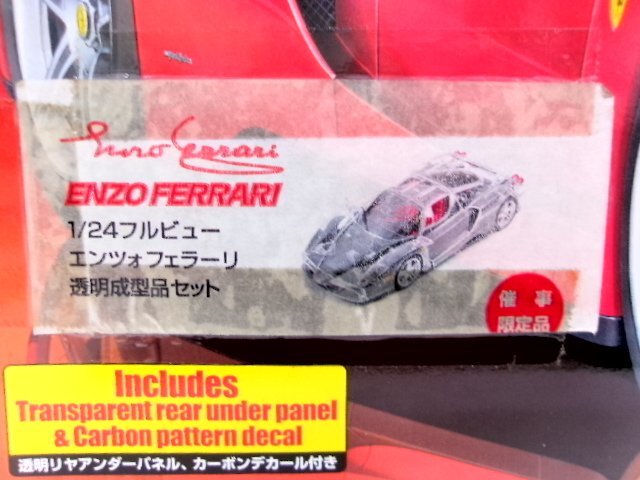 Enzo Ferrari
ENZO FERRARI
1/24フルビュー
エンツォフェラーリ
透明成型品セット
催事
限定品
Includes
Transparent rear under panel
& Carbon pattern decal
透明リヤアンダーパネル、カーボンデカール付き